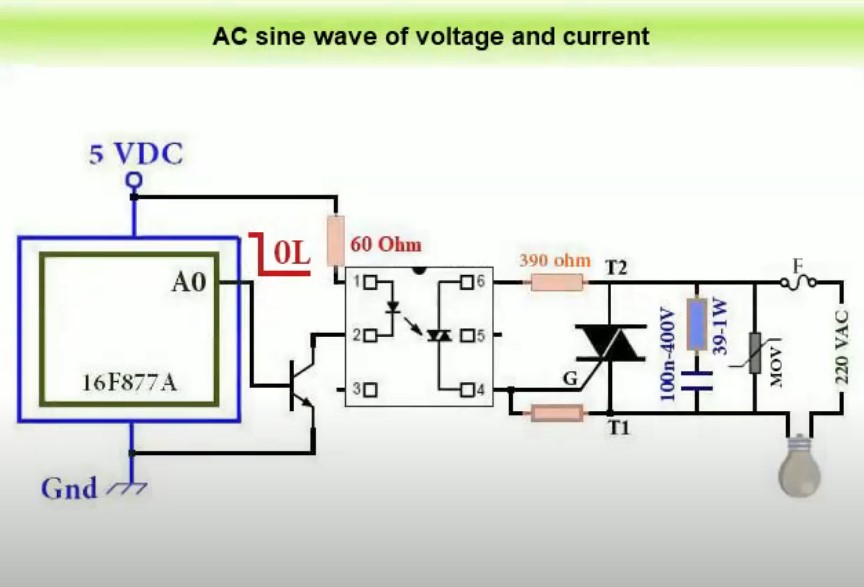 AC sine wave of voltage and current
5 VDC
0L
60 Ohm
A0
16F877A
Gnd
1
2
3
6
5
4
390 ohm
T2
G
T1
100n-400V
39-1W
MOV
F
220 VAC